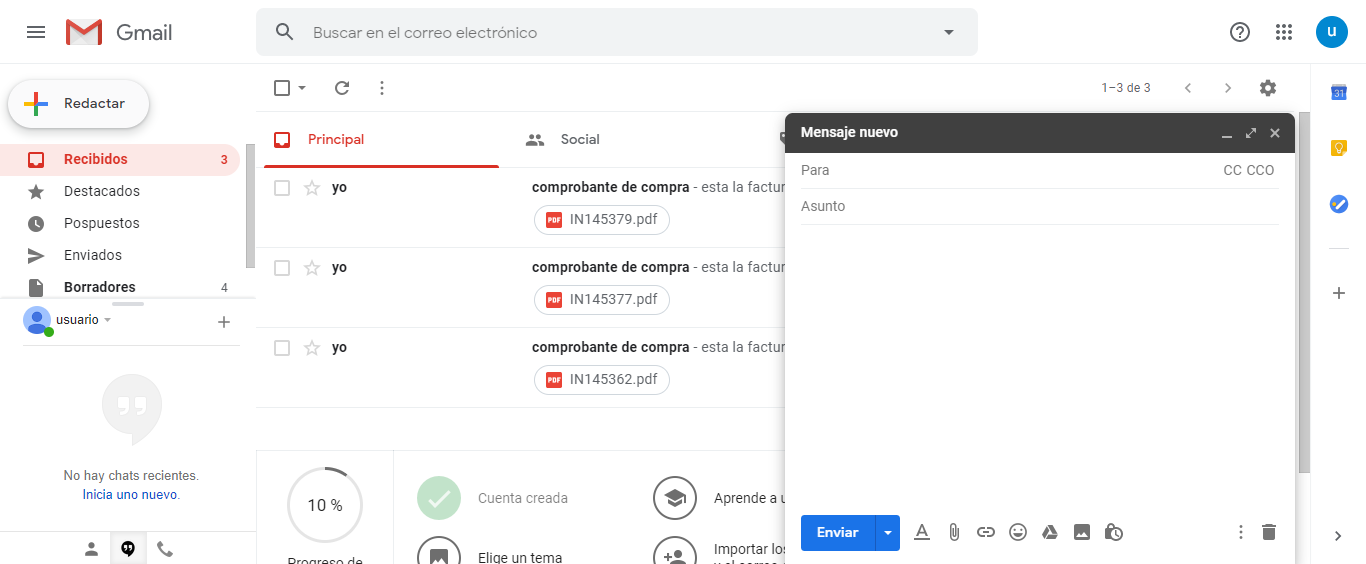 Gmail
Buscar en el correo electrónico
u
Redactar
1–3 de 3
31
Principal
Social
Mensaje nuevo
Recibidos 3
Destacados
Pospuestos
Enviados
Borradores 4
usuario
No hay chats recientes.
Inicia uno nuevo.
yo comprobante de compra - esta la factur
PDF IN145379.pdf
yo comprobante de compra - esta la factur
PDF IN145377.pdf
yo comprobante de compra - esta la factur
PDF IN145362.pdf
Para CC CCO
Asunto
10 %
Progreso de
Cuenta creada
Aprende a u
Elige un tema
Importar los
Enviar